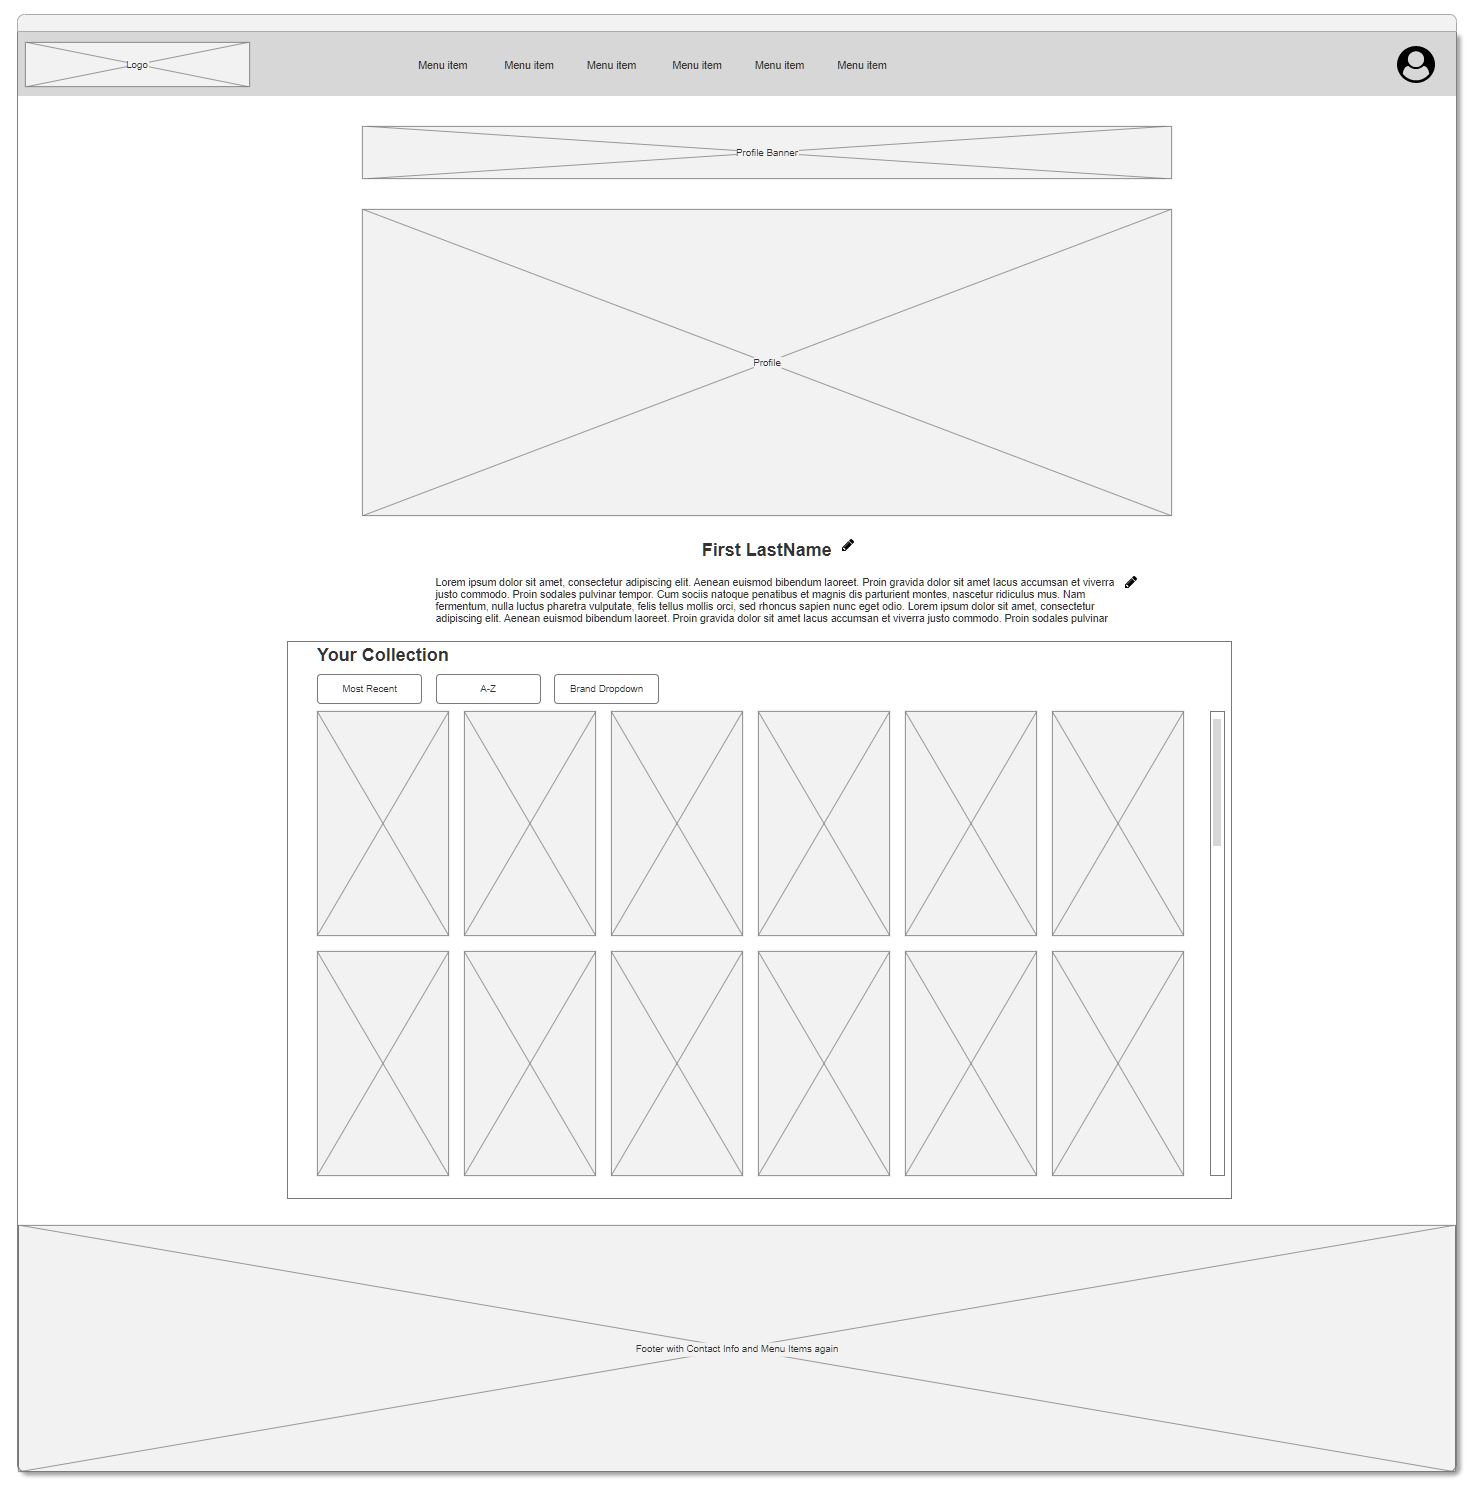 Logo
Menu item Menu item Menu item Menu item Menu item Menu item
Profile Banner
Profile
First LastName
Lorem ipsum dolor sit amet, consectetur adipiscing elit. Aenean euismod bibendum laoreet. Proin gravida dolor sit amet lacus accumsan et viverra
justo commodo. Proin sodales pulvinar tempor. Cum sociis natoque penatibus et magnis dis parturient montes, nascetur ridiculus mus. Nam
fermentum, nulla luctus pharetra vulputate, felis tellus mollis orci, sed rhoncus sapien nunc eget odio. Lorem ipsum dolor sit amet, consectetur
adipiscing elit. Aenean euismod bibendum laoreet. Proin gravida dolor sit amet lacus accumsan et viverra justo commodo. Proin sodales pulvinar
Your Collection
Most Recent A-Z Brand Dropdown
Footer with Contact Info and Menu Items again